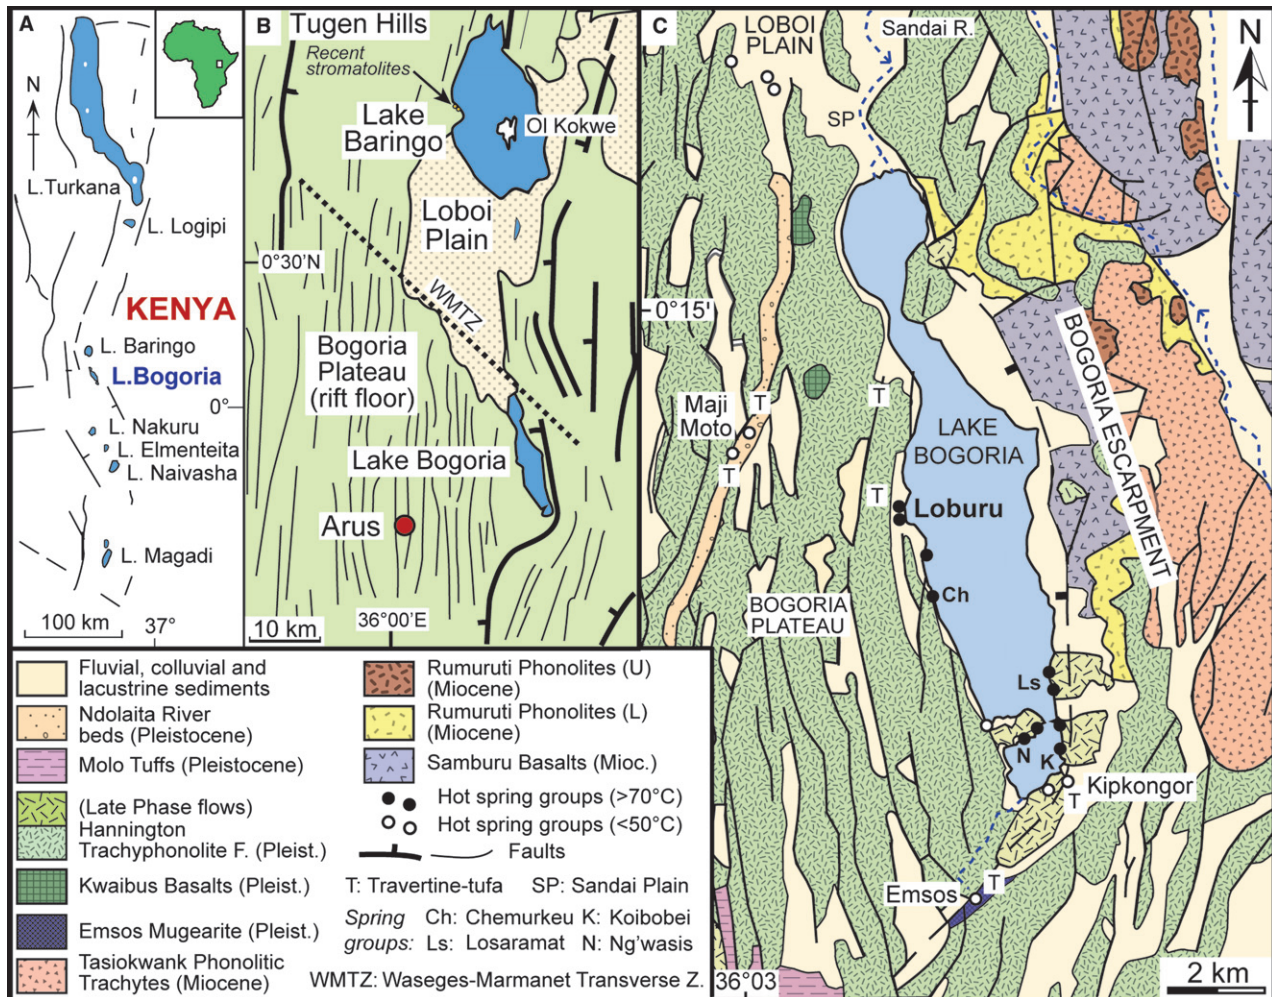 A
N
L.Turkana
L. Logipi
KENYA
L. Baringo
L.Bogoria
0°
L. Nakuru
L. Elmenteita
L. Naivasha
L. Magadi
100 km
37°
B
Tugen Hills
Recent
stromatolites
Lake
Baringo
Ol Kokwe
Loboi
Plain
0°30'N
WMTZ
Bogoria
Plateau
(rift floor)
Lake Bogoria
Arus
10 km
36°00'E
C
LOBOI
PLAIN
Sandai R.
N
SP
0°15'
BOGORIA ESCARPMENT
T
Maji
Moto
T
T
LAKE
BOGORIA
T
Loburu
Ch
BOGORIA
PLATEAU
Ls
N
K
T
Kipkongor
Emsos
T
36°03
2 km
Fluvial, colluvial and
lacustrine sediments
Ndolaita River
beds (Pleistocene)
Molo Tuffs (Pleistocene)
(Late Phase flows)
Hannington
Trachyphonolite F. (Pleist.)
Kwaibus Basalts (Pleist.)
Emsos Mugearite (Pleist.)
Tasiokwank Phonolitic
Trachytes (Miocene)
Rumuruti Phonolites (U)
(Miocene)
Rumuruti Phonolites (L)
(Miocene)
Samburu Basalts (Mioc.)
Hot spring groups (>70°C)
Hot spring groups (<50°C)
Faults
T: Travertine-tufa SP: Sandai Plain
Spring Ch: Chemurkeu K: Koibobei
groups: Ls: Losaramat N: Ng'wasis
WMTZ: Waseges-Marmanet Transverse Z.